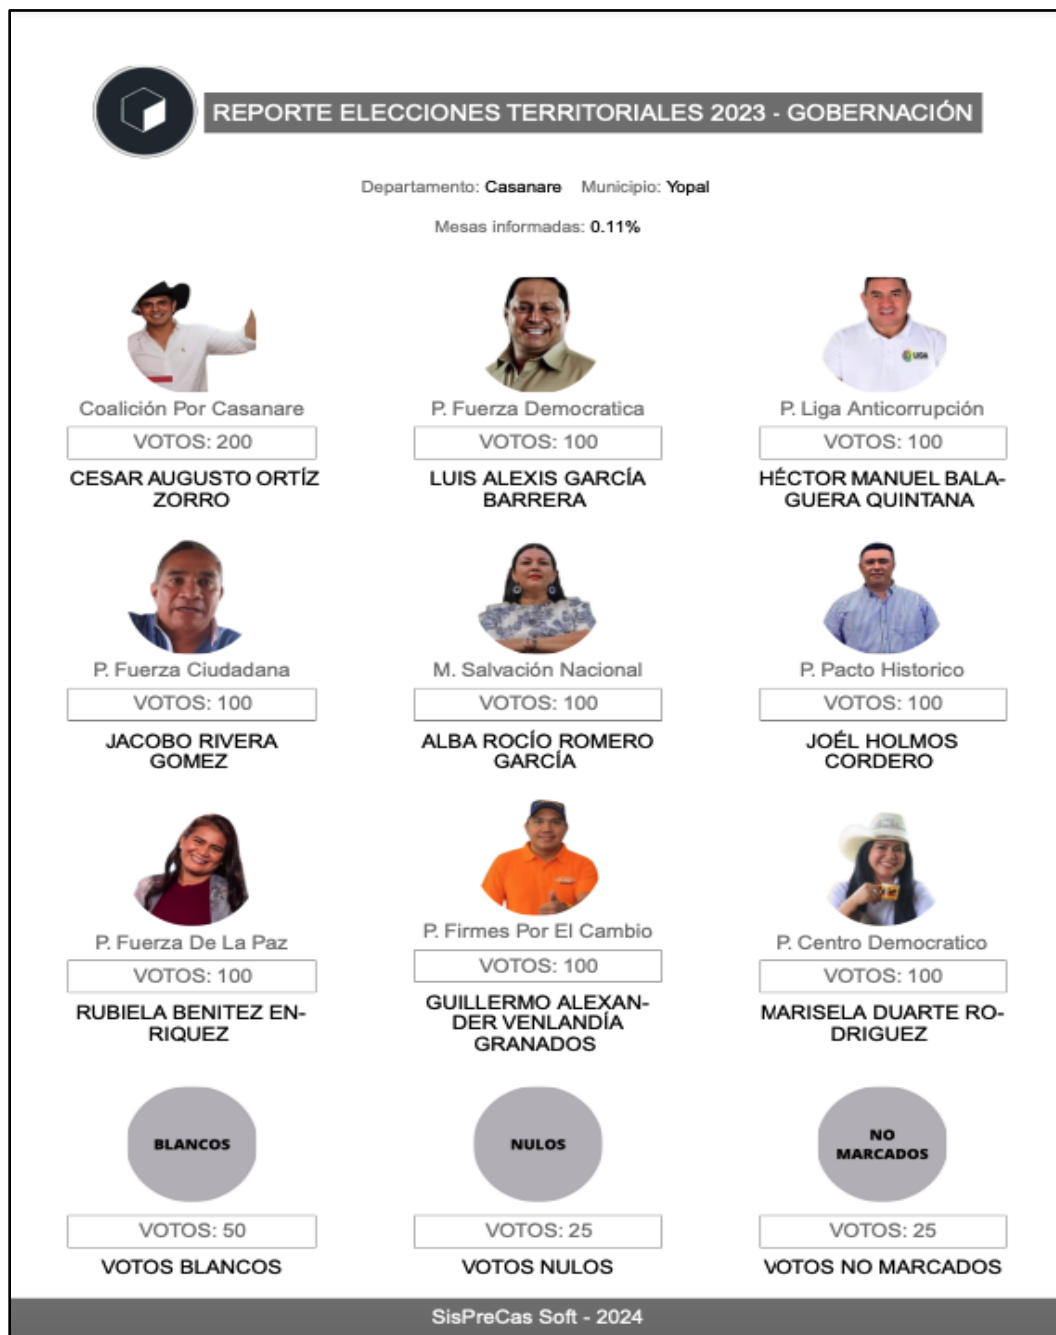 REPORTE ELECCIONES TERRITORIALES 2023 - GOBERNACIÓN
Departamento: Casanare Municipio: Yopal
Mesas informadas: 0.11%
LIGA
Coalición Por Casanare
VOTOS: 200
CESAR AUGUSTO ORTÍZ
ZORRO
P. Fuerza Democratica
VOTOS: 100
LUIS ALEXIS GARCÍA
BARRERA
P. Liga Anticorrupción
VOTOS: 100
HÉCTOR MANUEL BALA-
GUERA QUINTANA
P. Fuerza Ciudadana
VOTOS: 100
JACOBO RIVERA
GOMEZ
M. Salvación Nacional
VOTOS: 100
ALBA ROCÍO ROMERO
GARCÍA
P. Pacto Historico
VOTOS: 100
JOÉL HOLMOS
CORDERO
P. Fuerza De La Paz
VOTOS: 100
RUBIELA BENITEZ EN-
RIQUEZ
P. Firmes Por El Cambio
VOTOS: 100
GUILLERMO ALEXAN-
DER VENLANDÍA
GRANADOS
P. Centro Democratico
VOTOS: 100
MARISELA DUARTE RO-
DRIGUEZ
BLANCOS
VOTOS: 50
VOTOS BLANCOS
NULOS
VOTOS: 25
VOTOS NULOS
NO
MARCADOS
VOTOS: 25
VOTOS NO MARCADOS
SisPreCas Soft - 2024